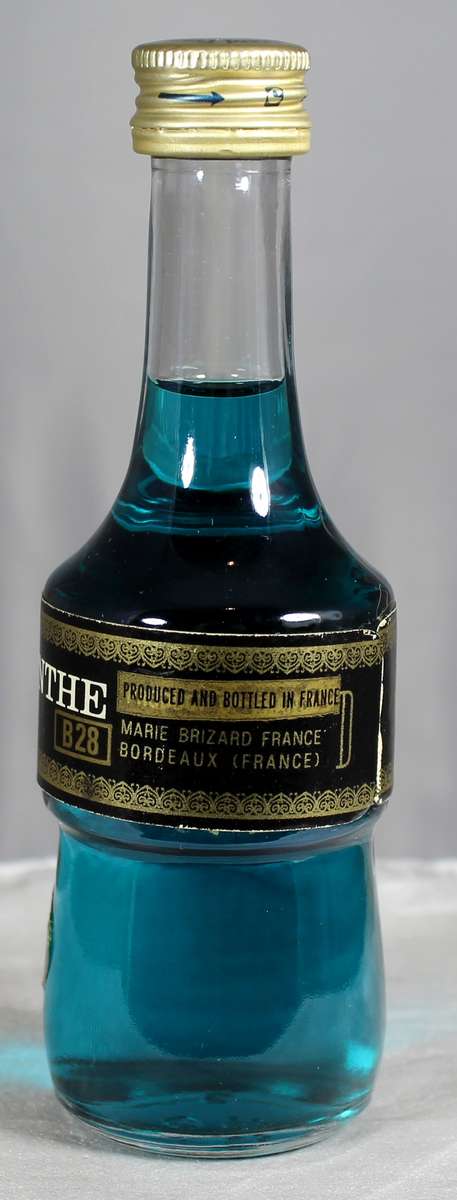 NTHE
B28
PRODUCED AND BOTTLED IN FRANCE
MARIE BRIZARD FRANCE
BORDEAUX (FRANCE)
D